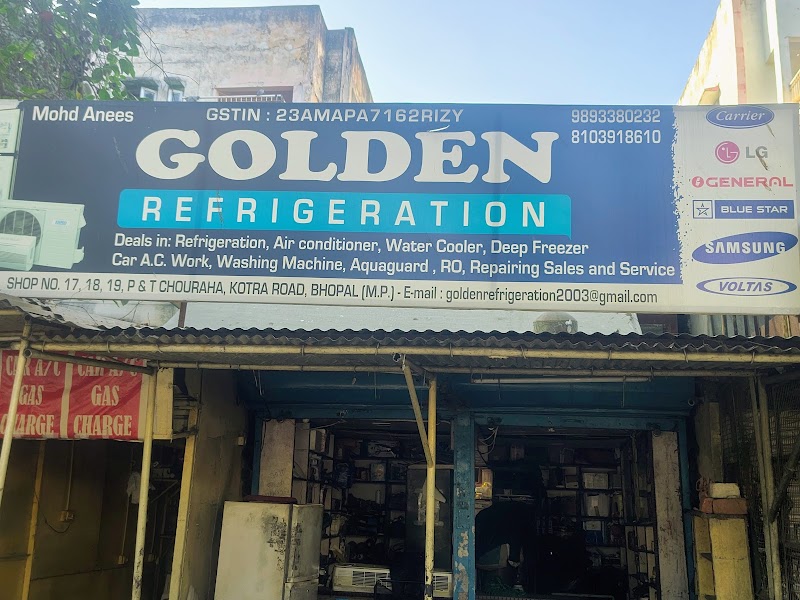 Mohd Anees
GSTIN : 23AMAPA7162RIZY
9893380232
8103918610
GOLDEN
REFRIGERATION
Deals in: Refrigeration, Air conditioner, Water Cooler, Deep Freezer
Car A.C. Work, Washing Machine, Aquaguard , RO, Repairing Sales and Service
SHOP NO. 17, 18, 19, P & T CHOURAHA, KOTRA ROAD, BHOPAL (M.P.) - E-mail : goldenrefrigeration2003@gmail.com
Carrier
LG
GENERAL
BLUE STAR
SAMSUNG
VOLTAS
CAR A/C
GAS
CHARGE
CAR A/C
GAS
CHARGE